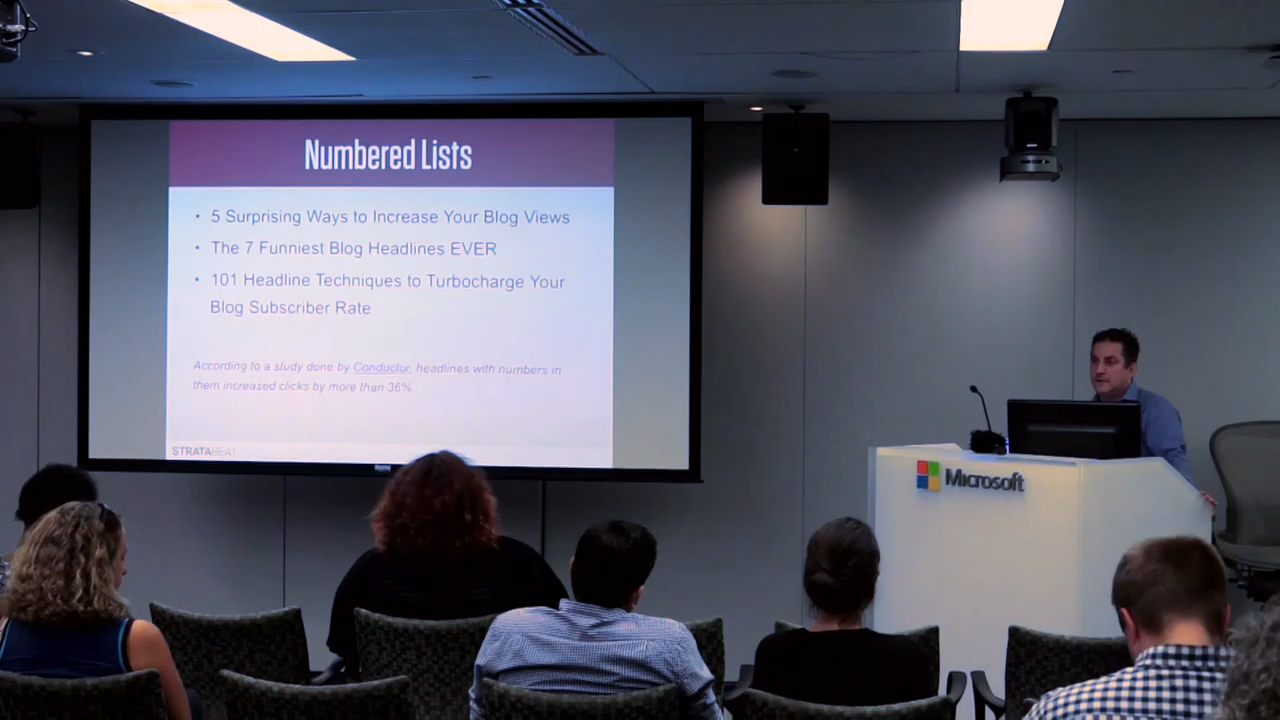 Numbered Lists
• 5 Surprising Ways to Increase Your Blog Views
• The 7 Funniest Blog Headlines EVER
• 101 Headline Techniques to Turbocharge Your
Blog Subscriber Rate
According to a study done by Conductor, headlines with numbers in
them increased clicks by more than 36%.
STRATABEAT
Microsoft